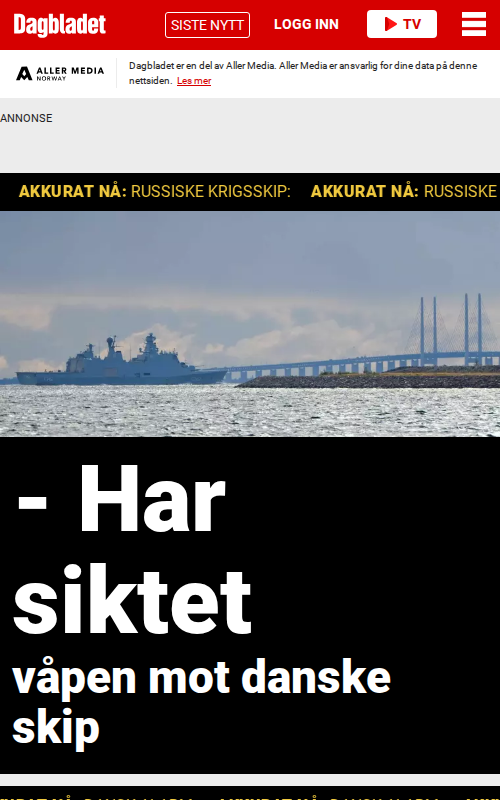 Dagbladet
SISTE NYTT
LOGG INN
TV
ALLER MEDIA
NORWAY
Dagbladet er en del av Aller Media. Aller Media er ansvarlig for dine data på denne
nettsiden. Les mer
ANNONSE
AKKURAT NÅ: RUSSISKE KRIGSSKIP: AKKURAT NÅ: RUSSISKE
- Har
siktet
våpen mot danske
skip